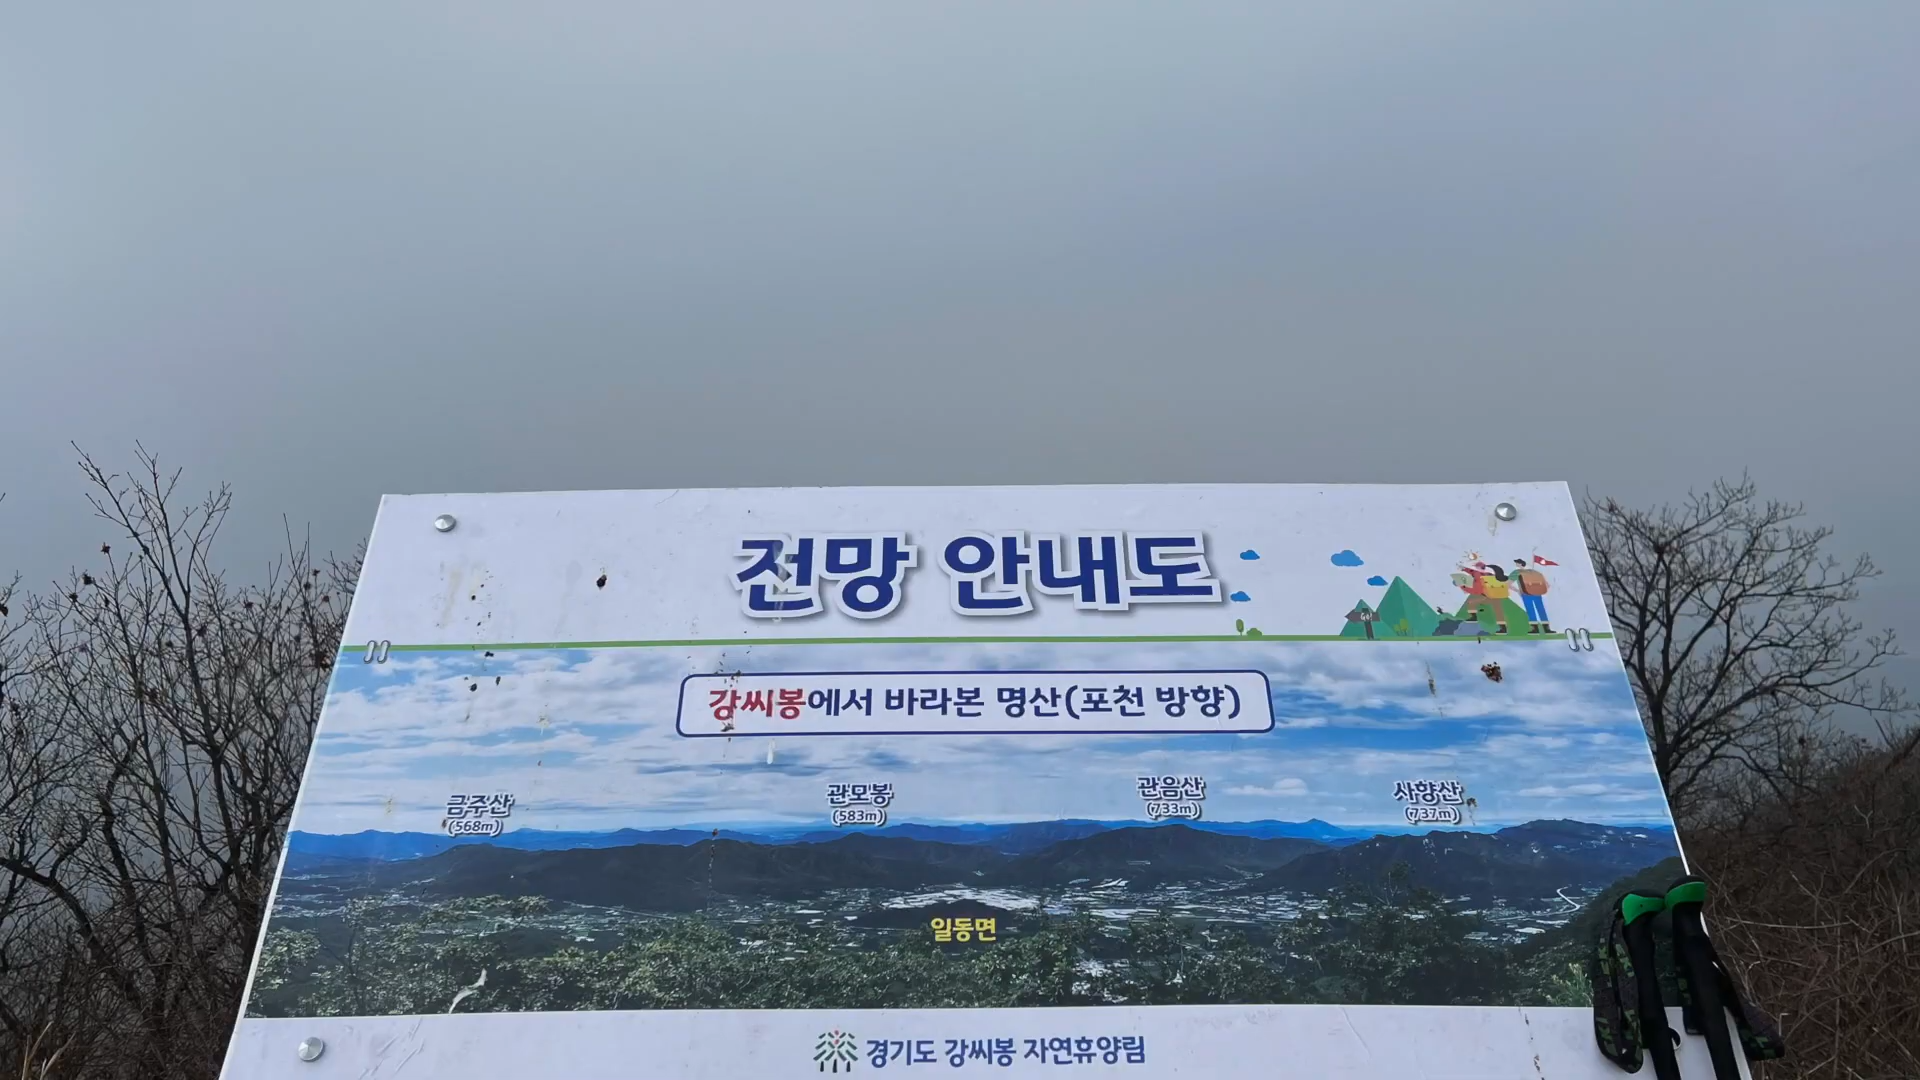 전망 안내도
강씨봉에서 바라본 명산(포천 방향)
금주산
(568m)
관모봉
(583m)
관음산
(733m)
사향산
(737m)
일동면
경기도 강씨봉 자연휴양림